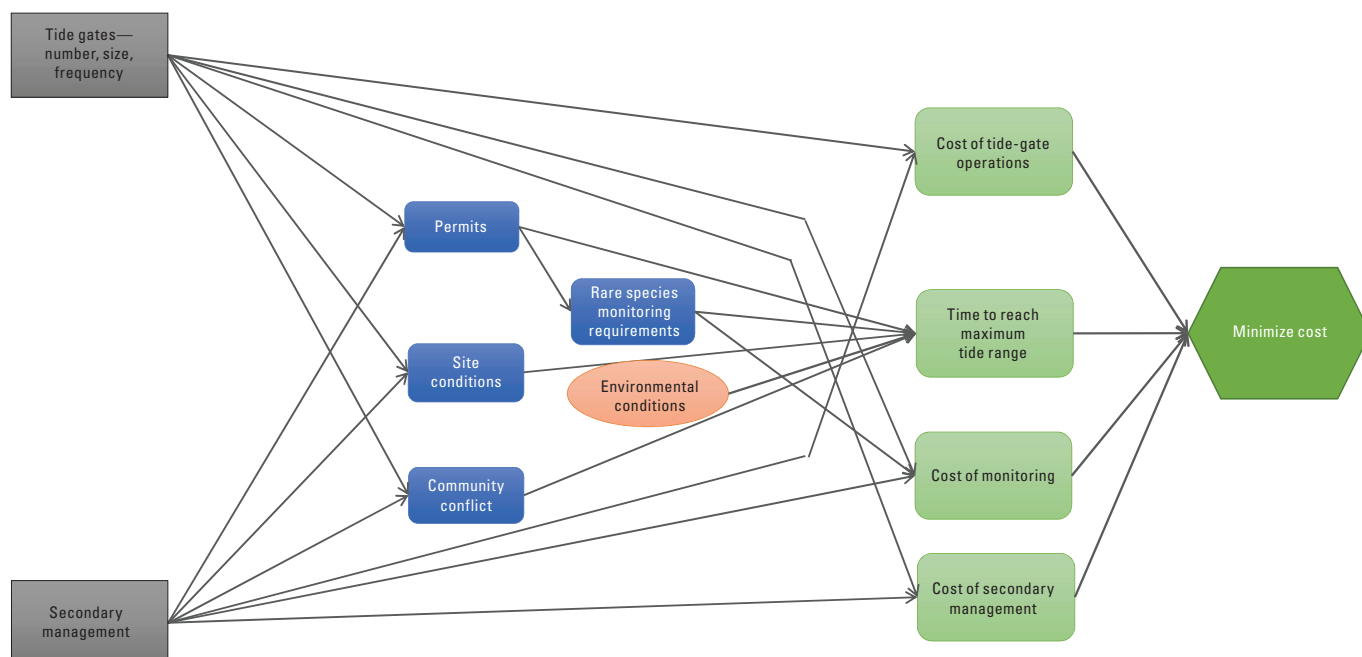 Tide gates—
number, size,
frequency
Cost of tide-gate
operations
Permits
Rare species
monitoring
requirements
Time to reach
maximum
tide range
Minimize cost
Site
conditions
Environmental
conditions
Community
conflict
Cost of monitoring
Secondary
management
Cost of secondary
management